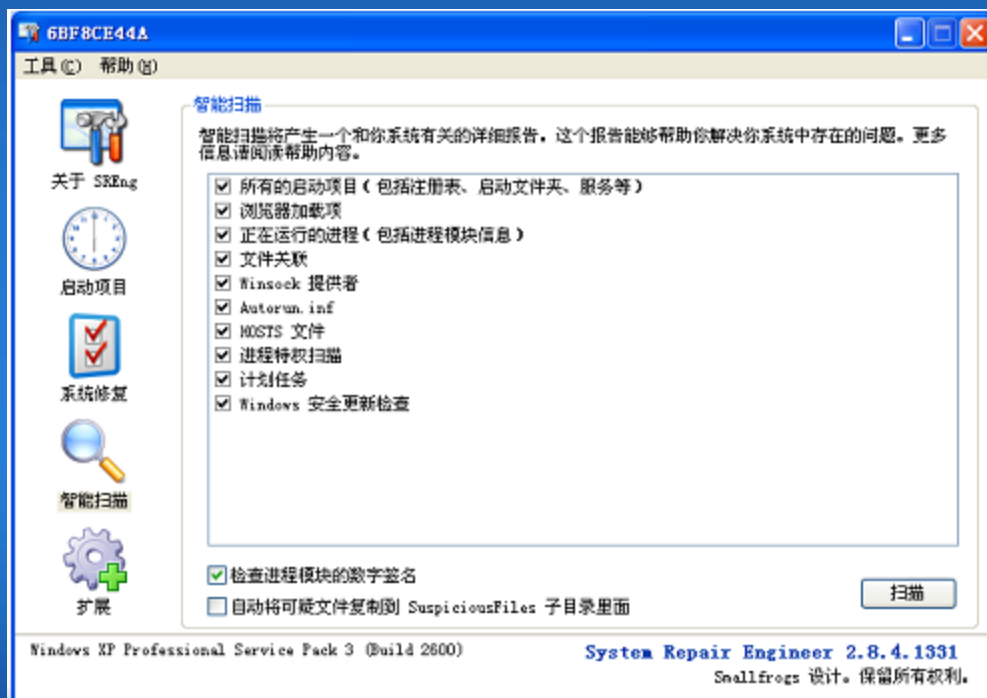 6BF8CE44A
工具(C) 帮助(H)
关于 SREng
启动项目
系统修复
智能扫描
扩展
智能扫描
智能扫描将产生一个和你系统有关的详细报告。这个报告能够帮助你解决你系统中存在的问题。更多
信息请阅读帮助内容。
所有的启动项目(包括注册表、启动文件夹、服务等)
浏览器加载项
正在运行的进程(包括进程模块信息)
文件关联
Winsock 提供者
Autorun.inf
HOSTS 文件
进程特权扫描
计划任务
Windows 安全更新检查
检查进程模块的数字签名
自动将可疑文件复制到 SuspiciousFiles 子目录里面
扫描
Windows XP Professional Service Pack 3 (Build 2600)
System Repair Engineer 2.8.4.1331
Smallfrogs 设计。保留所有权利。